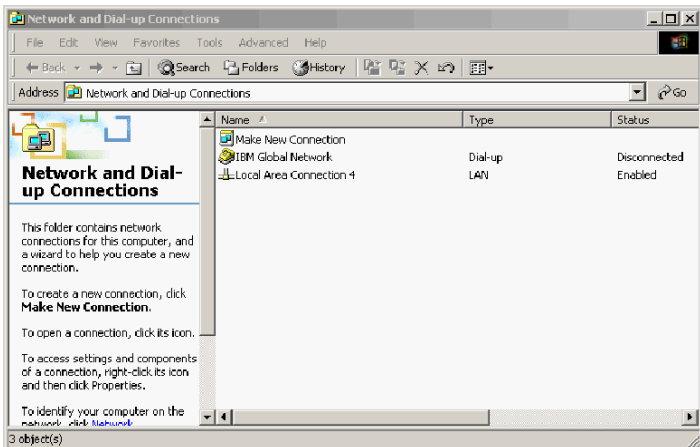 Network and Dial-up Connections
File Edit View Favorites Tools Advanced Help
Back Search Folders History
Address Network and Dial-up Connections Go
Name Type Status
Make New Connection
IBM Global Network Dial-up Disconnected
Local Area Connection 4 LAN Enabled
Network and Dial-
up Connections
This folder contains network
connections for this computer, and
a wizard to help you create a new
connection.
To create a new connection, click
Make New Connection.
To open a connection, click its icon.
To access settings and components
of a connection, right-click its icon
and then click Properties.
To identify your computer on the
network, click Network
3 object(s)